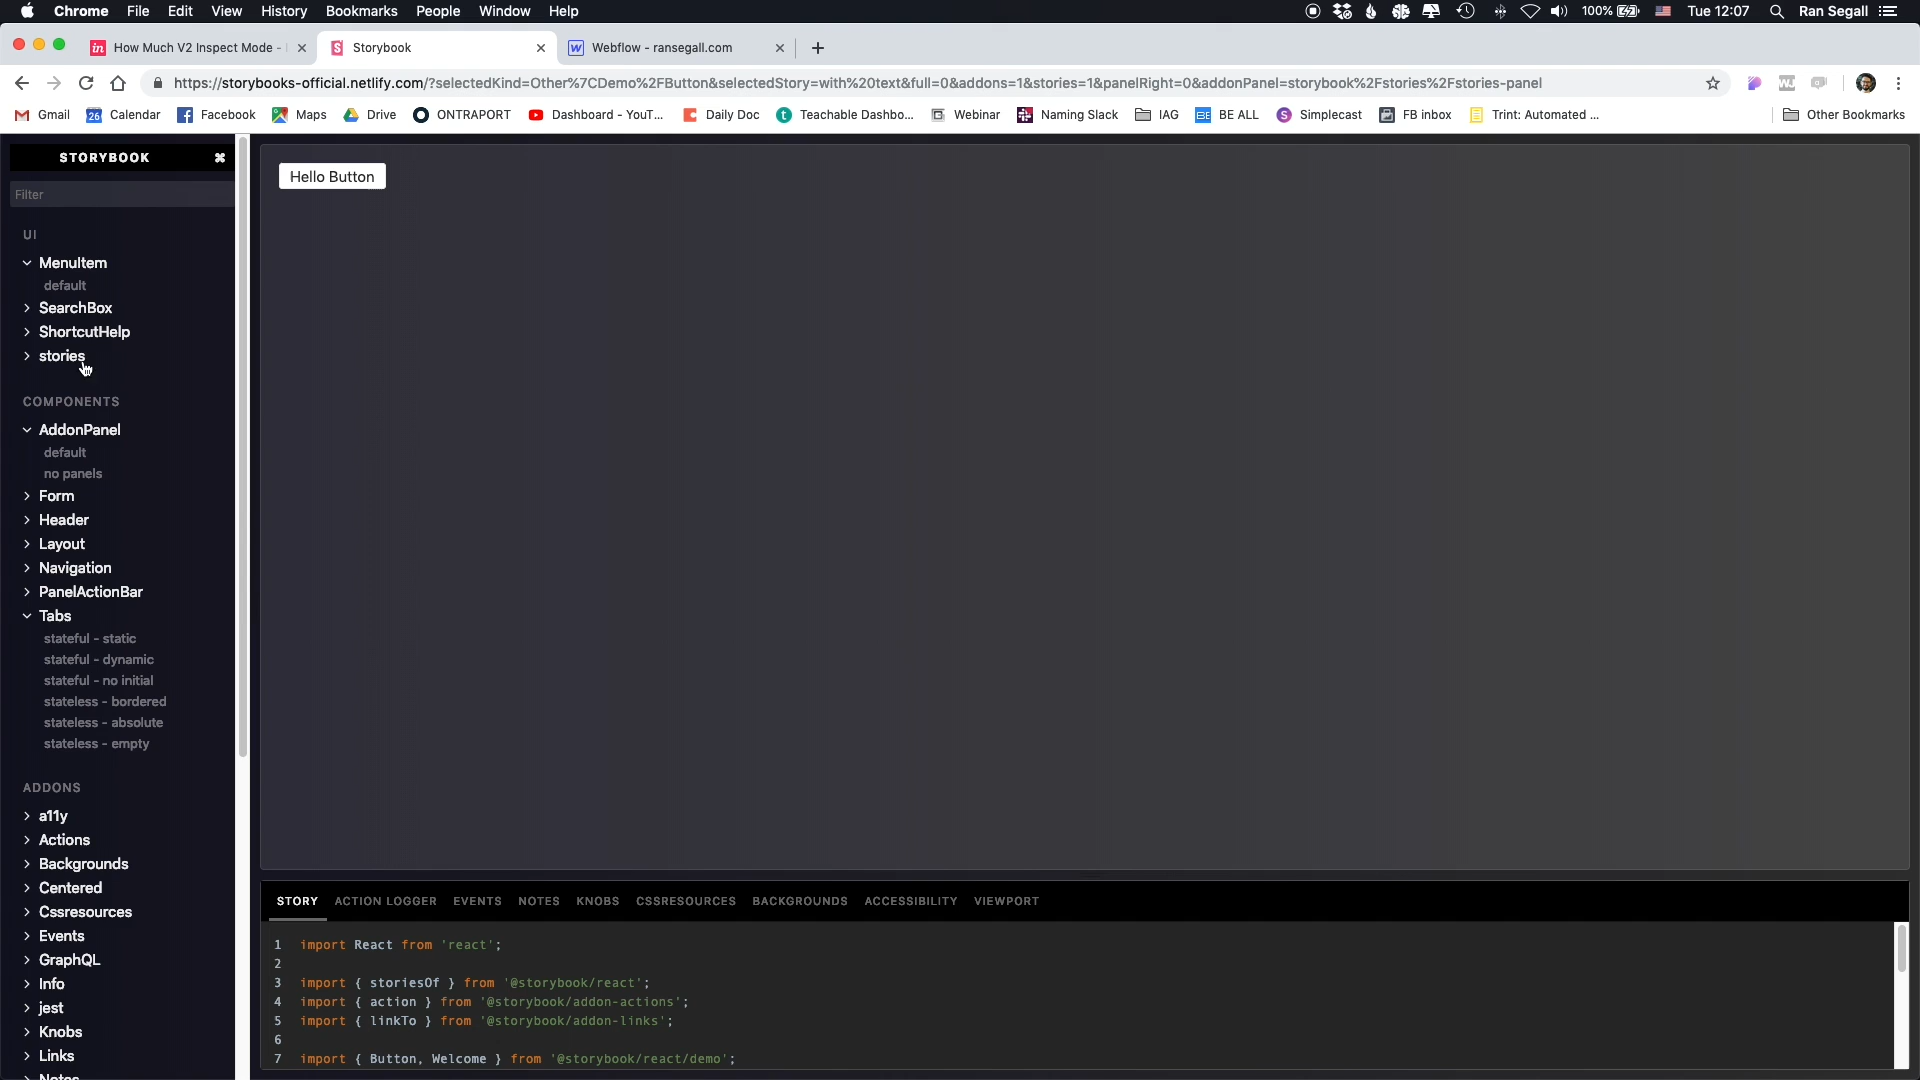 Chrome File Edit View History Bookmarks People Window Help 100% Tue 12:07 Ran Segall
in How Much V2 Inspect Mode - S Storybook W Webflow - ransegall.com
https://storybooks-official.netlify.com/?selectedKind=Other%7CDemo%2FButton&selectedStory=with%20text&full=0&addons=1&stories=1&panelRight=0&addonPanel=storybook%2Fstories%2Fstories-panel
Gmail 26 Calendar Facebook Maps Drive ONTRAPORT Dashboard - YouT... Daily Doc Teachable Dashbo... Webinar Naming Slack IAG BE BE ALL S Simplecast FB inbox Trint: Automated ... Other Bookmarks
STORYBOOK ⌘
Hello Button
Filter
UI
MenuItem
default
SearchBox
ShortcutHelp
stories
COMPONENTS
AddonPanel
default
no panels
Form
Header
Layout
Navigation
PanelActionBar
Tabs
stateful - static
stateful - dynamic
stateful - no initial
stateless - bordered
stateless - absolute
stateless - empty
ADDONS
a11y
Actions
Backgrounds
Centered
Cssresources
Events
GraphQL
Info
jest
Knobs
Links
Notes
STORY ACTION LOGGER EVENTS NOTES KNOBS CSSRESOURCES BACKGROUNDS ACCESSIBILITY VIEWPORT
1 import React from 'react';
2
3 import { storiesOf } from '@storybook/react';
4 import { action } from '@storybook/addon-actions';
5 import { linkTo } from '@storybook/addon-links';
6
7 import { Button, Welcome } from '@storybook/react/demo';